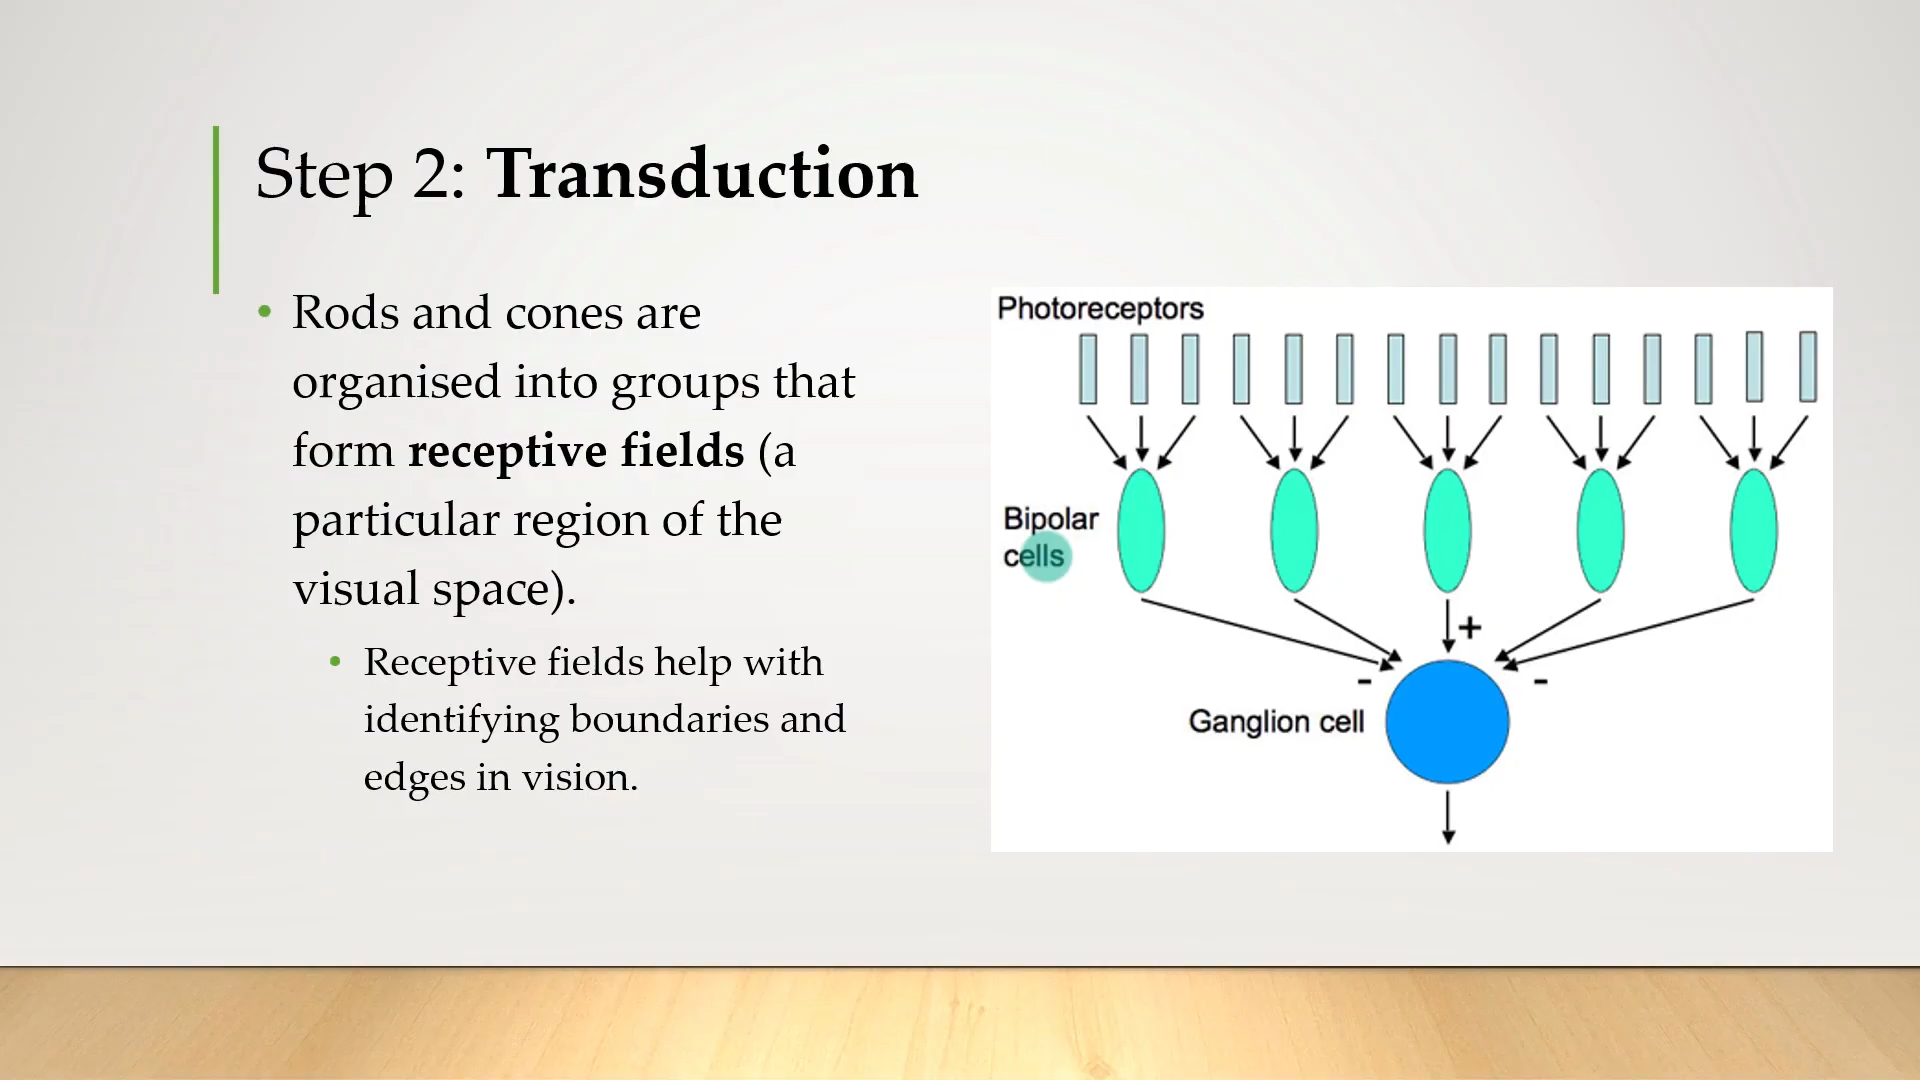 Step 2: Transduction
• Rods and cones are
organised into groups that
form receptive fields (a
particular region of the
visual space).
• Receptive fields help with
identifying boundaries and
edges in vision.
Photoreceptors
Bipolar
cells
+
- -
Ganglion cell